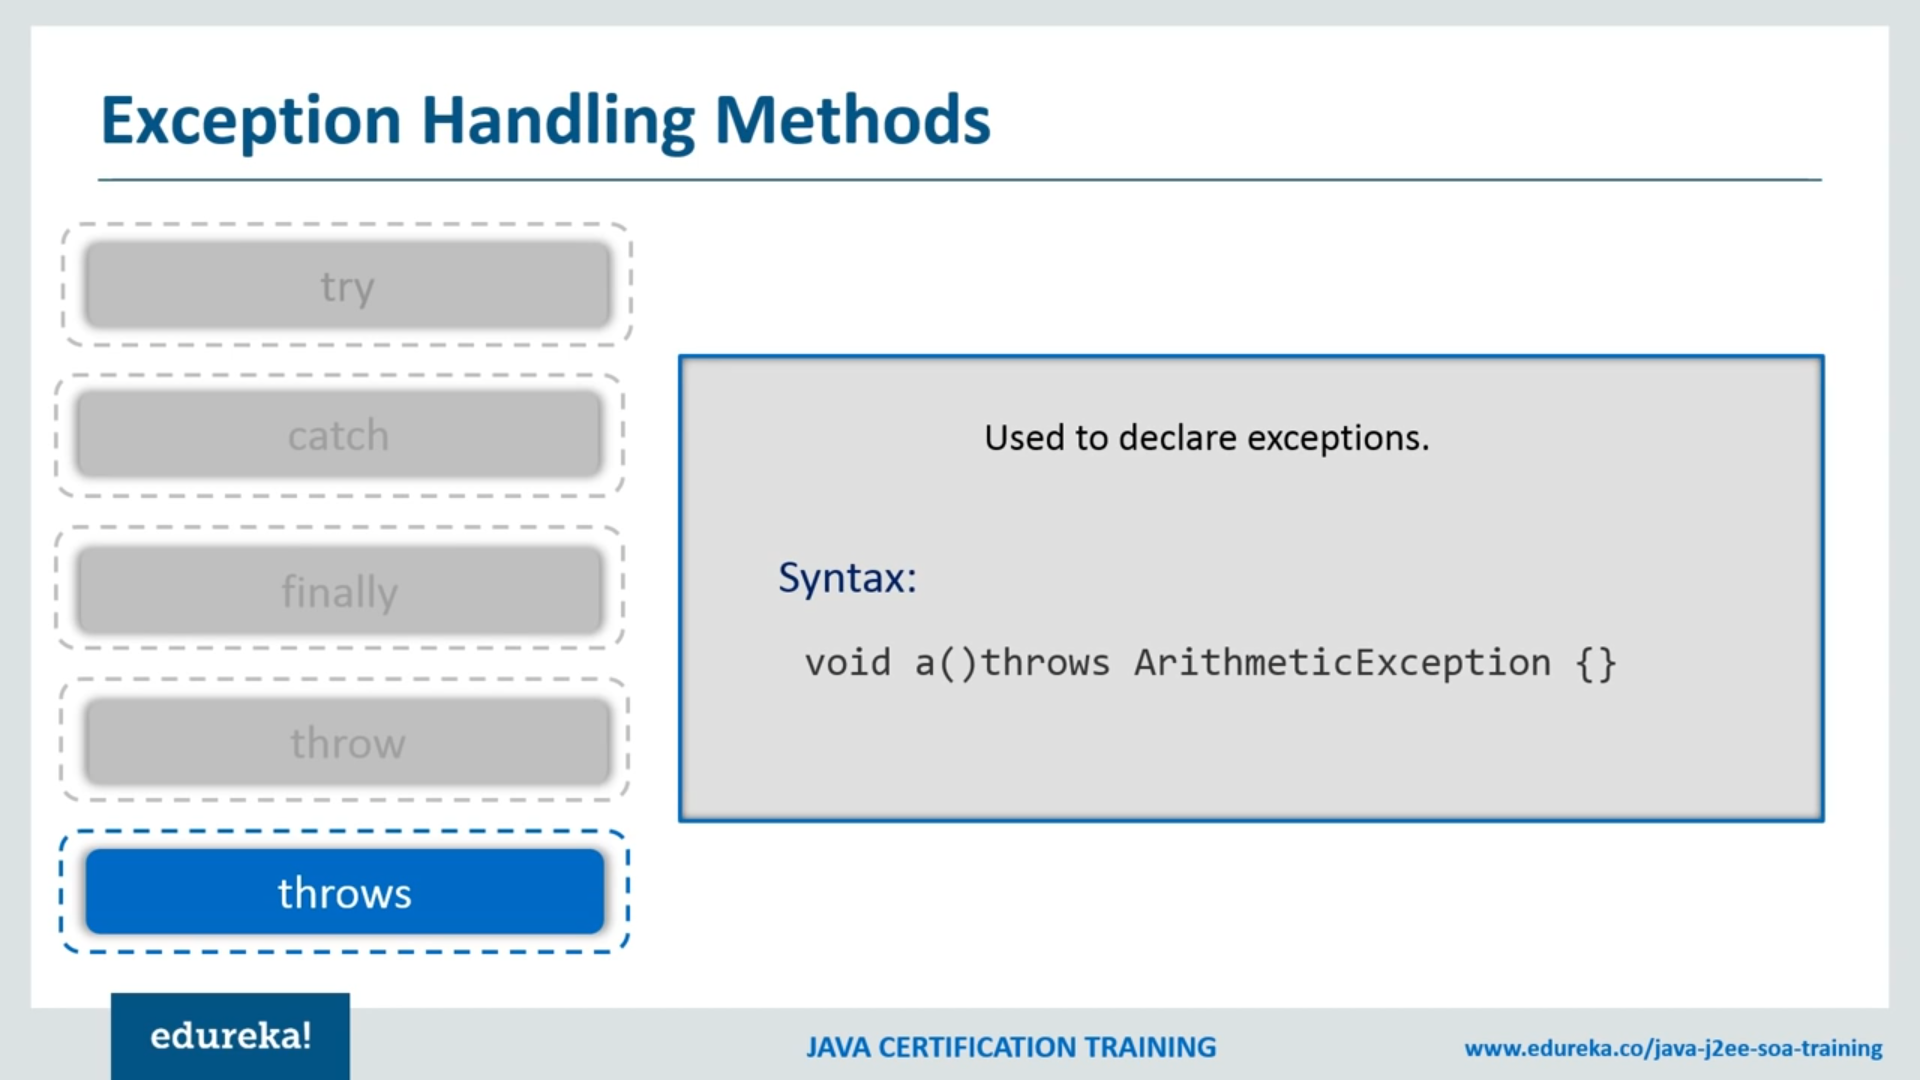 Exception Handling Methods
try
catch
finally
throw
throws
Used to declare exceptions.
Syntax:
void a()throws ArithmeticException {}
edureka!
JAVA CERTIFICATION TRAINING
www.edureka.co/java-j2ee-soa-training